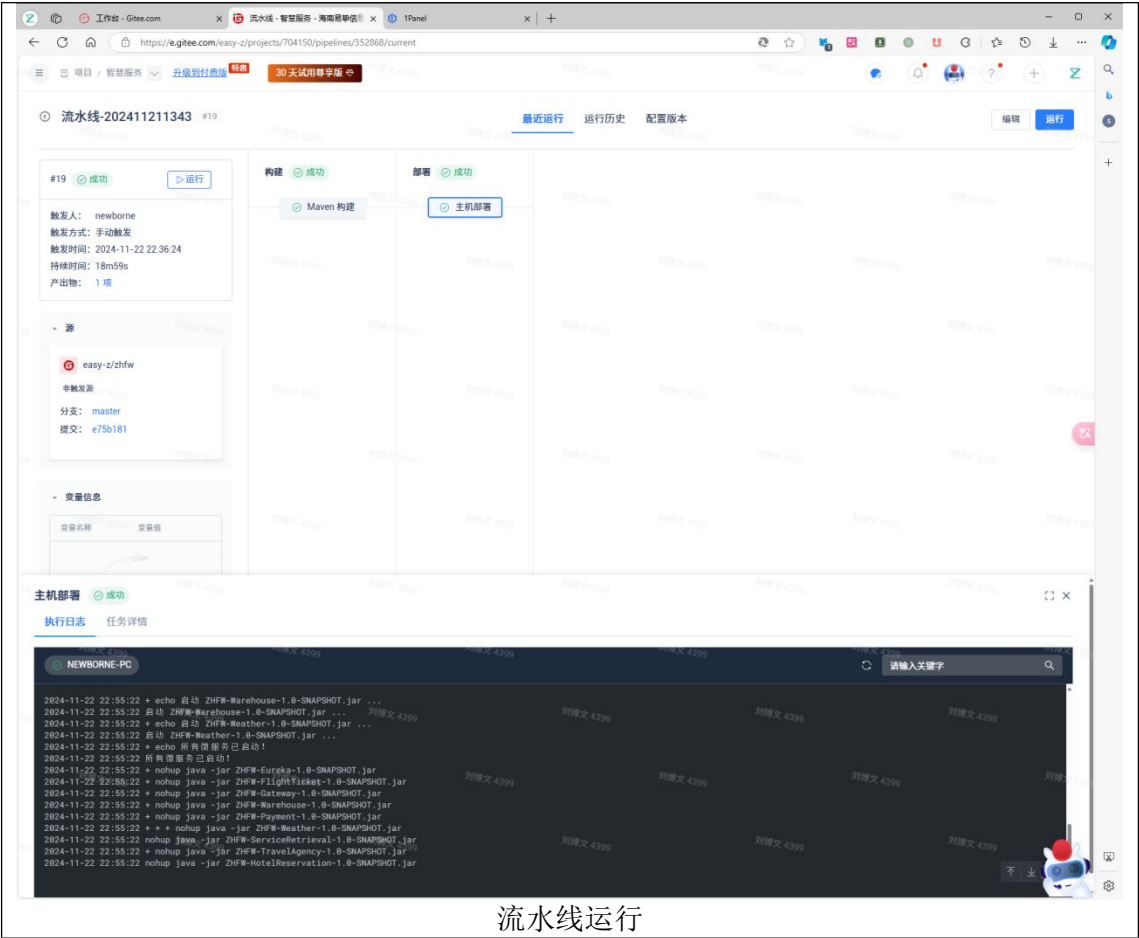 工作台 - Gitee.com
流水线 - 智慧服务 - 海南易挚信息
1Panel
https://e.gitee.com/easy-z/projects/704150/pipelines/352868/current
项目 / 智慧服务
升级到付费版
特惠
30 天试用尊享版
流水线-202411211343 #19
最近运行 运行历史 配置版本
编辑 运行
#19 成功 运行
触发人: newborne
触发方式: 手动触发
触发时间: 2024-11-22 22:36:24
持续时间: 18m59s
产出物: 1 项
构建 成功
Maven 构建
部署 成功
主机部署
源
easy-z/zhfw
非触发源
分支: master
提交: e75b181
变量信息
变量名称 变量值
主机部署 成功
执行日志 任务详情
NEWBORNE-PC
请输入关键字
2024-11-22 22:55:22 + echo 启动 ZHFW-Warehouse-1.0-SNAPSHOT.jar ...
2024-11-22 22:55:22 启动 ZHFW-Warehouse-1.0-SNAPSHOT.jar ...
2024-11-22 22:55:22 + echo 启动 ZHFW-Weather-1.0-SNAPSHOT.jar ...
2024-11-22 22:55:22 启动 ZHFW-Weather-1.0-SNAPSHOT.jar ...
2024-11-22 22:55:22 + echo 所有微服务已启动!
2024-11-22 22:55:22 所有微服务已启动!
2024-11-22 22:55:22 + nohup java -jar ZHFW-Eureka-1.0-SNAPSHOT.jar
2024-11-22 22:55:22 + nohup java -jar ZHFW-FlightTicket-1.0-SNAPSHOT.jar
2024-11-22 22:55:22 + nohup java -jar ZHFW-Gateway-1.0-SNAPSHOT.jar
2024-11-22 22:55:22 + nohup java -jar ZHFW-Warehouse-1.0-SNAPSHOT.jar
2024-11-22 22:55:22 + nohup java -jar ZHFW-Payment-1.0-SNAPSHOT.jar
2024-11-22 22:55:22 + + + nohup java -jar ZHFW-Weather-1.0-SNAPSHOT.jar
2024-11-22 22:55:22 nohup java -jar ZHFW-ServiceRetrieval-1.0-SNAPSHOT.jar
2024-11-22 22:55:22 + nohup java -jar ZHFW-TravelAgency-1.0-SNAPSHOT.jar
2024-11-22 22:55:22 nohup java -jar ZHFW-HotelReservation-1.0-SNAPSHOT.jar
刘博文 4399
流水线运行